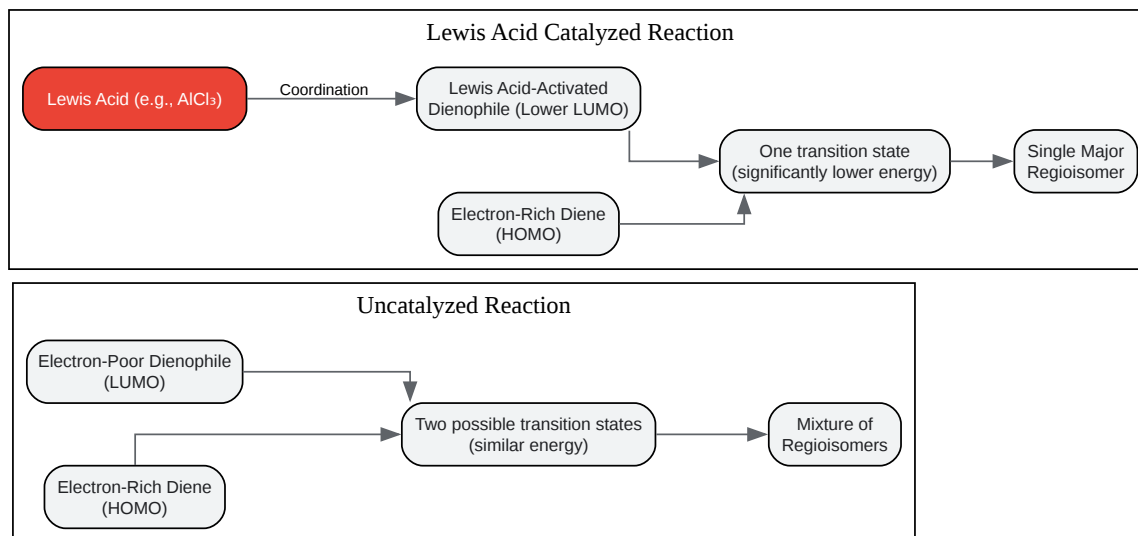 Lewis Acid Catalyzed Reaction
Lewis Acid (e.g., AlCl₃)
Coordination
Lewis Acid-Activated
Dienophile (Lower LUMO)
One transition state
(significantly lower energy)
Single Major
Regioisomer
Electron-Rich Diene
(HOMO)
Uncatalyzed Reaction
Electron-Poor Dienophile
(LUMO)
Two possible transition states
(similar energy)
Mixture of
Regioisomers
Electron-Rich Diene
(HOMO)